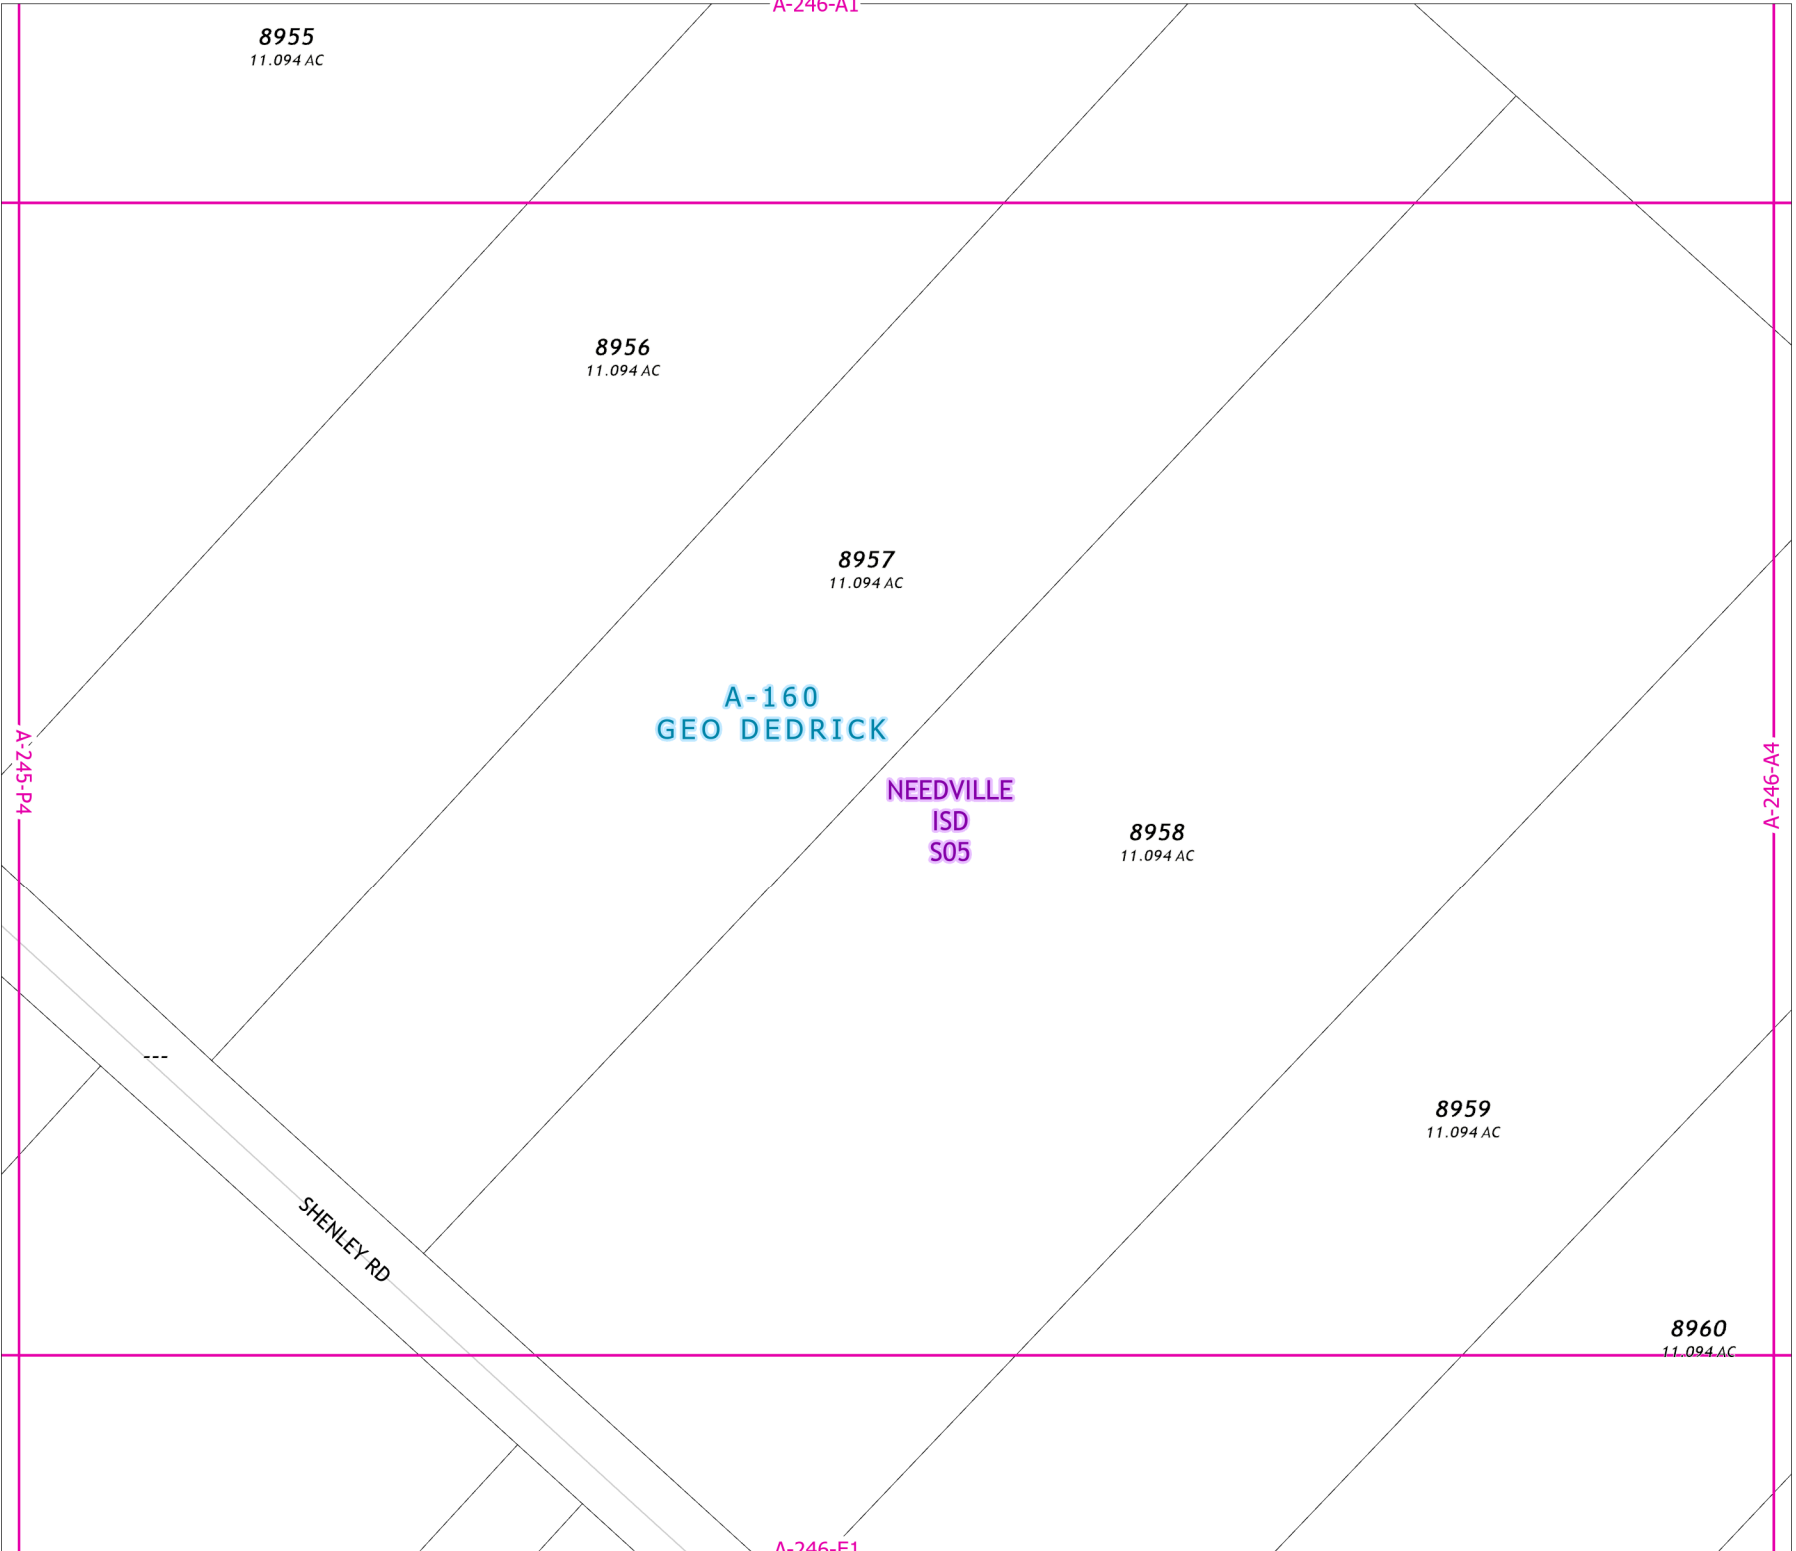 A-246-A1
8955
11.094 AC
8956
11.094 AC
8957
11.094 AC
A-160
GEO DEDRICK
NEEDVILLE
ISD
S05
A-245-P4
A-246-A4
8958
11.094 AC
---
8959
11.094 AC
SHENLEY RD
8960
11.094 AC
A-246-E1